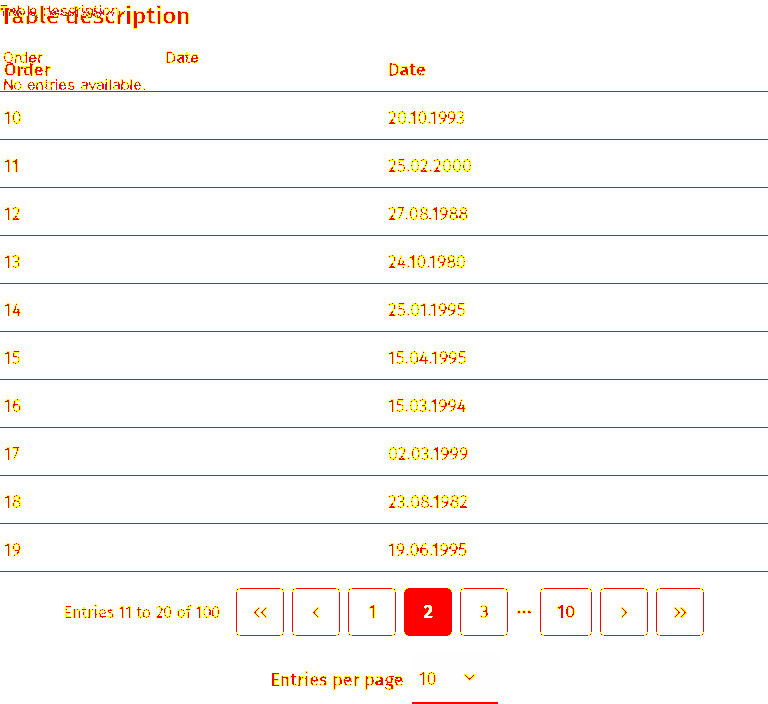 Table description
Table description
Order Date
Order Date
No entries available.
10 20.10.1993
11 25.02.2000
12 27.08.1988
13 24.10.1980
14 25.01.1995
15 15.04.1995
16 15.03.1994
17 02.03.1999
18 23.08.1982
19 19.06.1995
Entries 11 to 20 of 100 « ‹ 1 2 3 ··· 10 › »
Entries per page 10